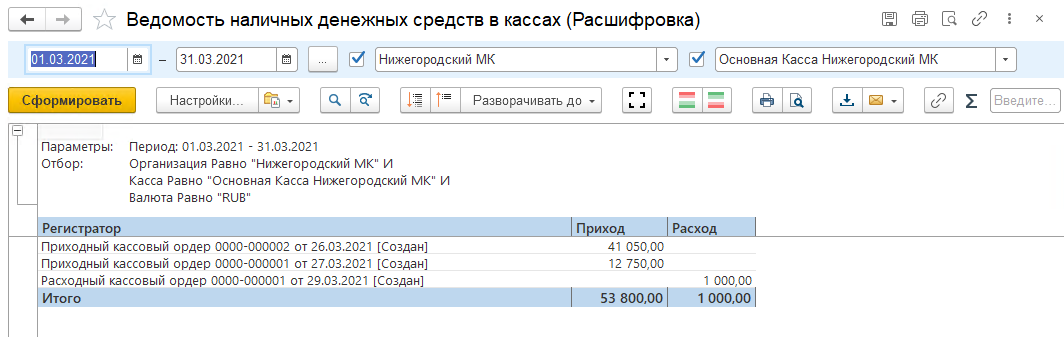 Ведомость наличных денежных средств в кассах (Расшифровка)
01.03.2021 – 31.03.2021 ... Нижегородский МК Основная Касса Нижегородский МК
Сформировать Настройки... Разворачивать до Σ Введите...
Параметры: Период: 01.03.2021 - 31.03.2021
Отбор: Организация Равно "Нижегородский МК" И
Касса Равно "Основная Касса Нижегородский МК" И
Валюта Равно "RUB"
Регистратор Приход Расход
Приходный кассовый ордер 0000-000002 от 26.03.2021 [Создан] 41 050,00
Приходный кассовый ордер 0000-000001 от 27.03.2021 [Создан] 12 750,00
Расходный кассовый ордер 0000-000001 от 29.03.2021 [Создан] 1 000,00
Итого 53 800,00 1 000,00